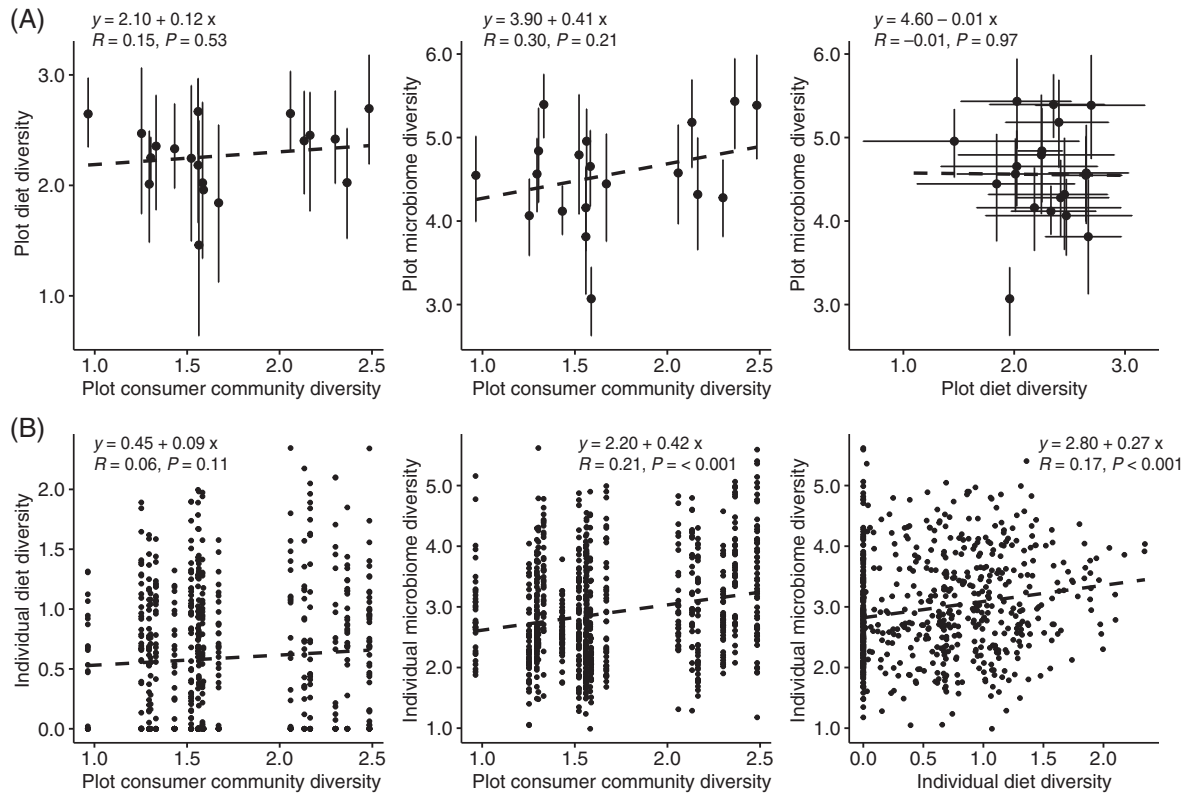 (A)
y = 2.10 + 0.12 x
R = 0.15, P = 0.53
Plot diet diversity
3.0
2.0
1.0
1.0 1.5 2.0 2.5
Plot consumer community diversity
y = 3.90 + 0.41 x
R = 0.30, P = 0.21
Plot microbiome diversity
6.0
5.0
4.0
3.0
1.0 1.5 2.0 2.5
Plot consumer community diversity
y = 4.60 – 0.01 x
R = –0.01, P = 0.97
Plot microbiome diversity
6.0
5.0
4.0
3.0
1.0 2.0 3.0
Plot diet diversity
(B)
y = 0.45 + 0.09 x
R = 0.06, P = 0.11
Individual diet diversity
2.0
1.5
1.0
0.5
0.0
1.0 1.5 2.0 2.5
Plot consumer community diversity
y = 2.20 + 0.42 x
R = 0.21, P = < 0.001
Individual microbiome diversity
5.0
4.0
3.0
2.0
1.0
1.0 1.5 2.0 2.5
Plot consumer community diversity
y = 2.80 + 0.27 x
R = 0.17, P < 0.001
Individual microbiome diversity
5.0
4.0
3.0
2.0
1.0
0.0 0.5 1.0 1.5 2.0
Individual diet diversity